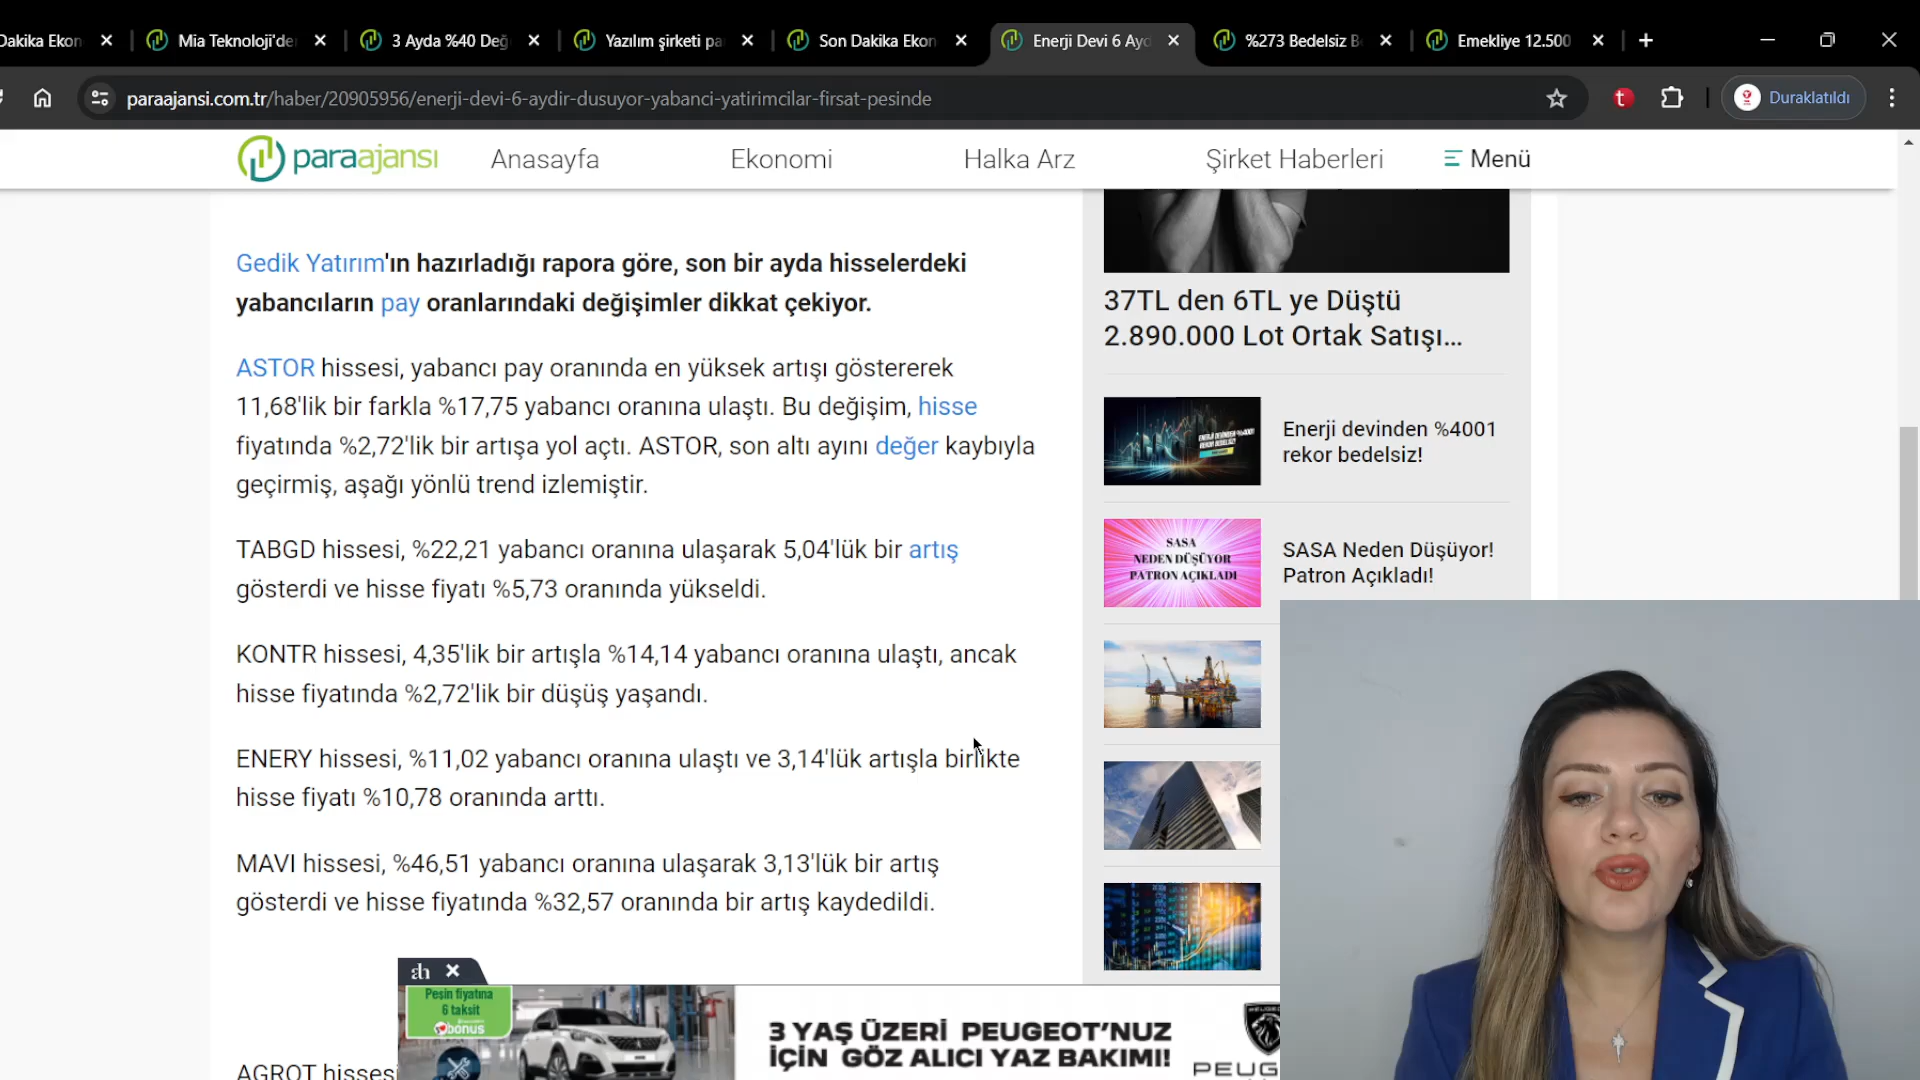 Dakika Ekon
Mia Teknoloji'de
3 Ayda %40 Değ
Yazılım şirketi pa
Son Dakika Ekon
Enerji Devi 6 Ayd
%273 Bedelsiz B
Emekliye 12.500
paraajansi.com.tr/haber/20905956/enerji-devi-6-aydir-dusuyor-yabanci-yatirimcilar-firsat-pesinde
t
Duraklatıldı
paraajansı
Anasayfa
Ekonomi
Halka Arz
Şirket Haberleri
Menü
Gedik Yatırım'ın hazırladığı rapora göre, son bir ayda hisselerdeki
yabancıların pay oranlarındaki değişimler dikkat çekiyor.
ASTOR hissesi, yabancı pay oranında en yüksek artışı göstererek
11,68'lik bir farkla %17,75 yabancı oranına ulaştı. Bu değişim, hisse
fiyatında %2,72'lik bir artışa yol açtı. ASTOR, son altı ayını değer kaybıyla
geçirmiş, aşağı yönlü trend izlemiştir.
TABGD hissesi, %22,21 yabancı oranına ulaşarak 5,04'lük bir artış
gösterdi ve hisse fiyatı %5,73 oranında yükseldi.
KONTR hissesi, 4,35'lik bir artışla %14,14 yabancı oranına ulaştı, ancak
hisse fiyatında %2,72'lik bir düşüş yaşandı.
ENERY hissesi, %11,02 yabancı oranına ulaştı ve 3,14'lük artışla birlikte
hisse fiyatı %10,78 oranında arttı.
MAVI hissesi, %46,51 yabancı oranına ulaşarak 3,13'lük bir artış
gösterdi ve hisse fiyatında %32,57 oranında bir artış kaydedildi.
AGROT hissesi
37TL den 6TL ye Düştü
2.890.000 Lot Ortak Satışı...
ENERJİ DEVİNDEN %4001
REKOR BEDELSİZ!
Enerji devinden %4001
rekor bedelsiz!
SASA
NEDEN DÜŞÜYOR
PATRON AÇIKLADI
SASA Neden Düşüyor!
Patron Açıkladı!
ah
Peşin fiyatına
6 taksit
bonus
3 YAŞ ÜZERİ PEUGEOT'NUZ
İÇİN GÖZ ALICI YAZ BAKIMI!
PEUG